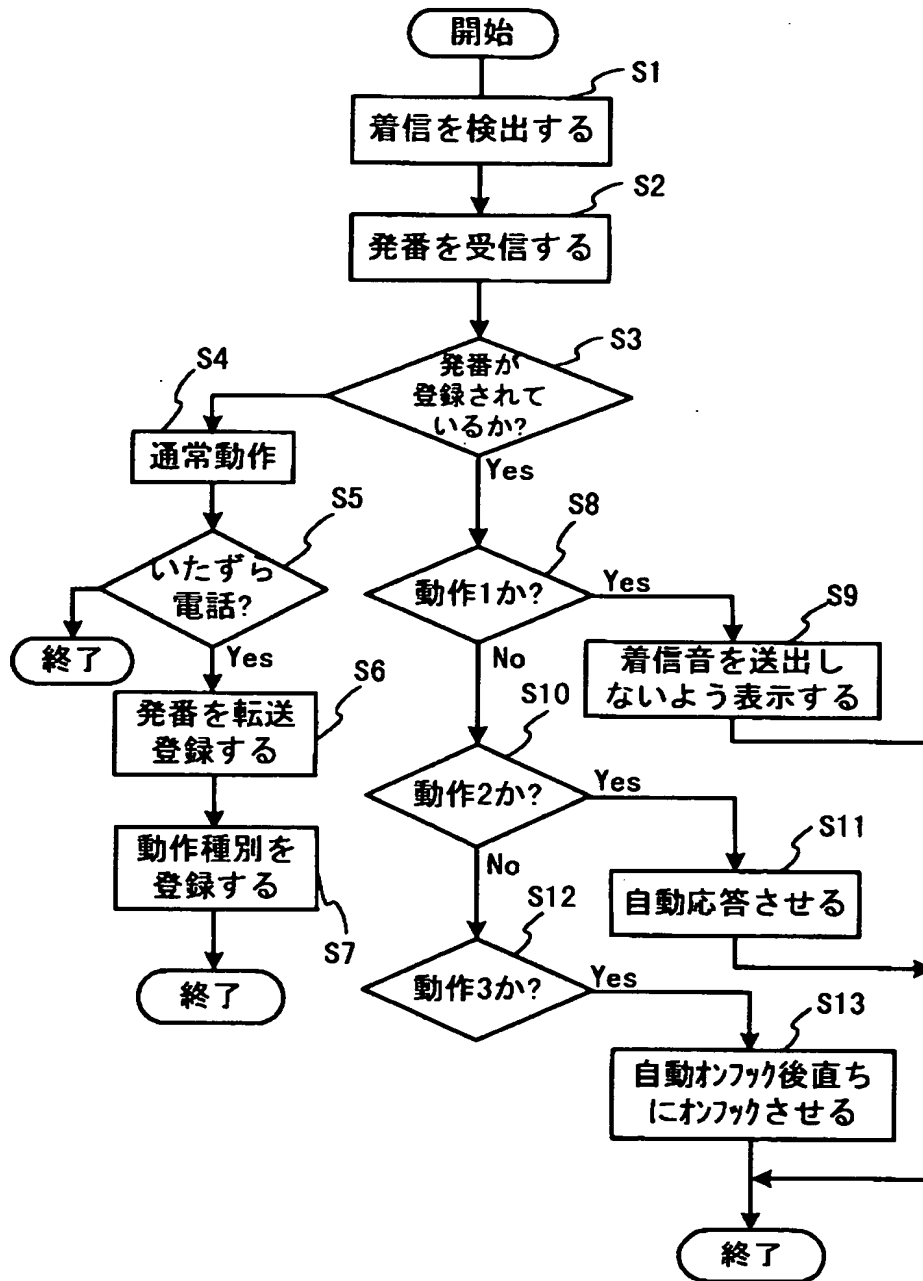 開始
S1
着信を検出する
S2
発番を受信する
S3
発番が
登録されて
いるか?
S4
通常動作
Yes
S5
いたずら
電話?
終了
Yes
S6
発番を転送
登録する
動作種別を
登録する
S7
終了
S8
動作1か?
Yes
No
S9
着信音を送出し
ないよう表示する
S10
動作2か?
Yes
No
S11
自動応答させる
S12
動作3か?
Yes
S13
自動オンフック後直ち
にオンフックさせる
終了